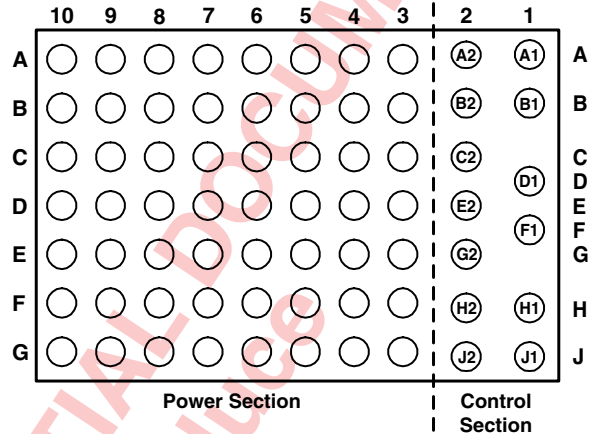 10 9 8 7 6 5 4 3 2 1
A A2 A1 A
B B2 B1 B
C C2 C
D1 D
D E2 E
F1 F
E G2 G
F H2 H1 H
G J2 J1 J
Power Section Control
Section